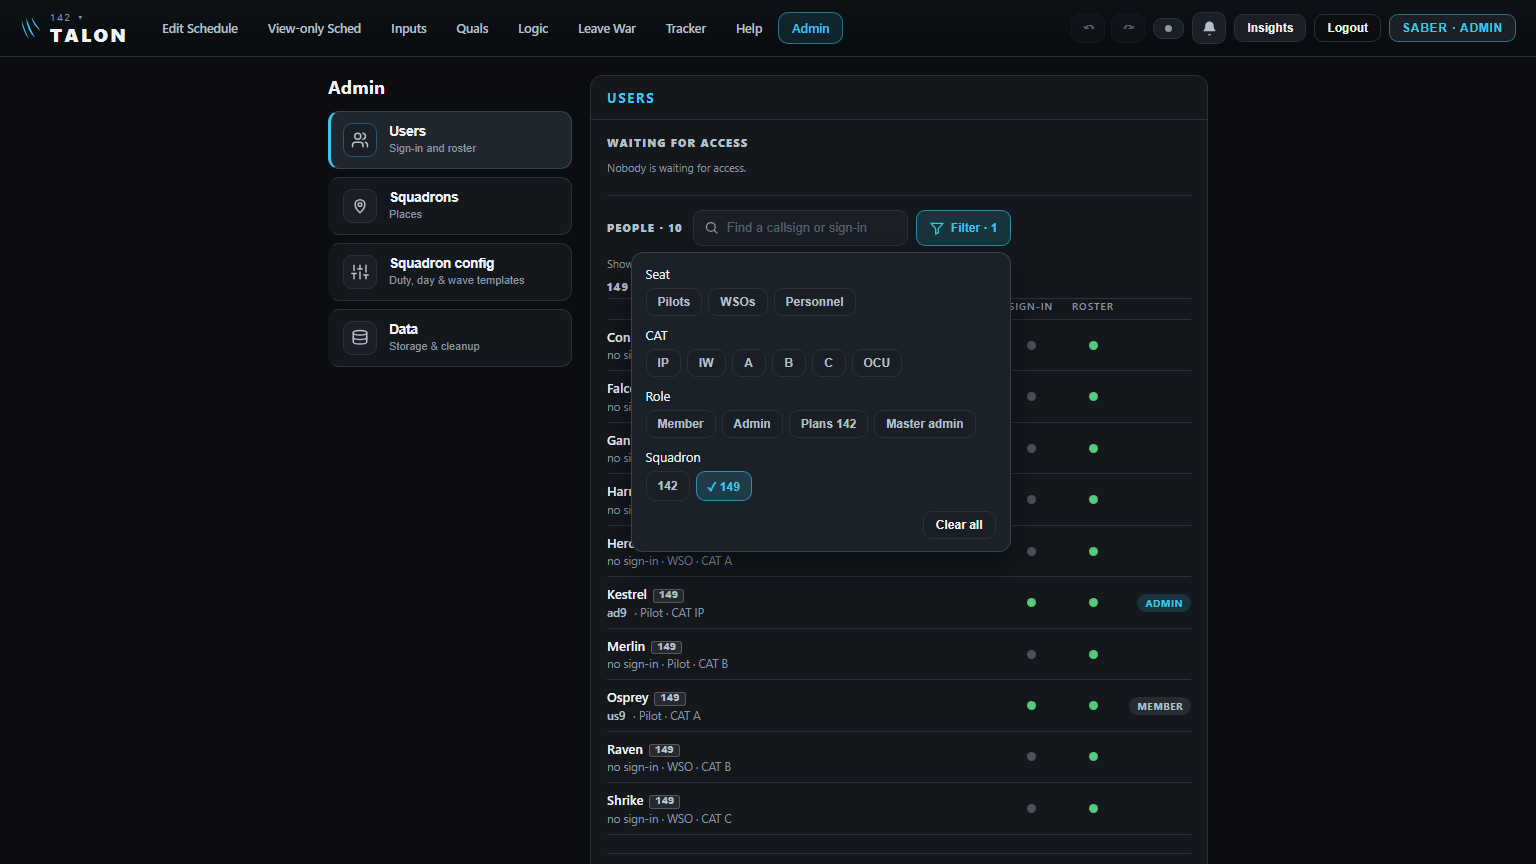 142 ▾
TALON
Edit Schedule
View-only Sched
Inputs
Quals
Logic
Leave War
Tracker
Help
Admin
Insights
Logout
SABER · ADMIN
Admin
Users
Sign-in and roster
Squadrons
Places
Squadron config
Duty, day & wave templates
Data
Storage & cleanup
USERS
WAITING FOR ACCESS
Nobody is waiting for access.
PEOPLE · 10
Find a callsign or sign-in
Filter · 1
149
SIGN-IN
ROSTER
Seat
Pilots
WSOs
Personnel
CAT
IP
IW
A
B
C
OCU
Role
Member
Admin
Plans 142
Master admin
Squadron
142
✓ 149
Clear all
no sign-in · WSO · CAT A
Kestrel 149
ad9 · Pilot · CAT IP
ADMIN
Merlin 149
no sign-in · Pilot · CAT B
Osprey 149
us9 · Pilot · CAT A
MEMBER
Raven 149
no sign-in · WSO · CAT B
Shrike 149
no sign-in · WSO · CAT C